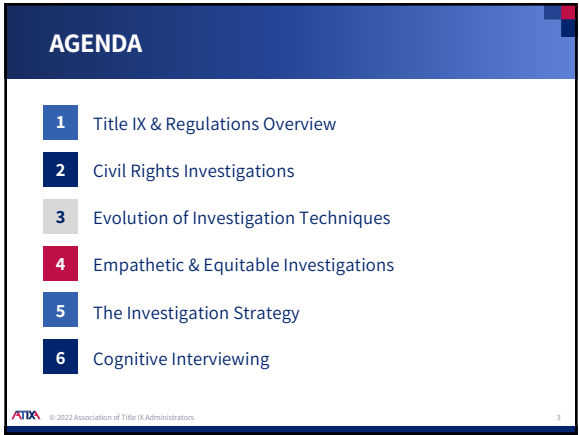 AGENDA
1 Title IX & Regulations Overview
2 Civil Rights Investigations
3 Evolution of Investigation Techniques
4 Empathetic & Equitable Investigations
5 The Investigation Strategy
6 Cognitive Interviewing
ATIXA © 2022 Association of Title IX Administrators 3